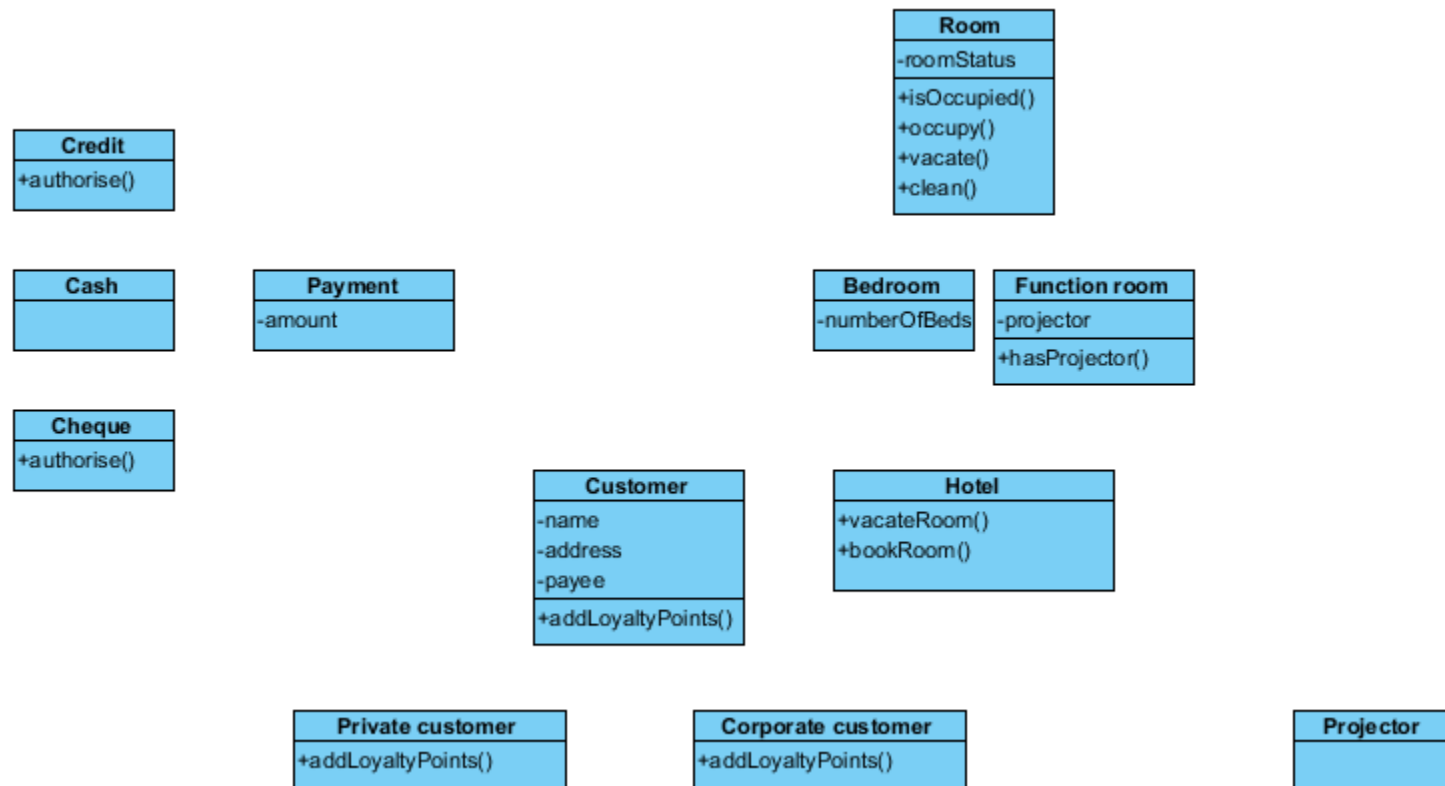 Room
-roomStatus
+isOccupied()
+occupy()
+vacate()
+clean()
Credit
+authorise()
Cash
Payment
-amount
Bedroom
-numberOfBeds
Function room
-projector
+hasProjector()
Cheque
+authorise()
Customer
-name
-address
-payee
+addLoyaltyPoints()
Hotel
+vacateRoom()
+bookRoom()
Private customer
+addLoyaltyPoints()
Corporate customer
+addLoyaltyPoints()
Projector